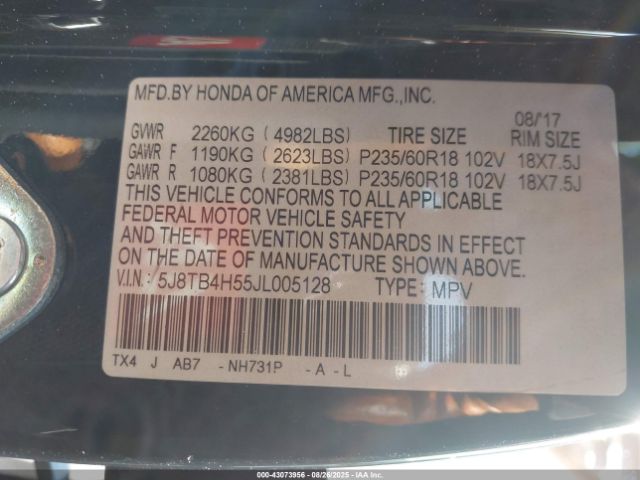 MFD.BY HONDA OF AMERICA MFG.,INC.
08/'17
GVWR 2260KG (4982LBS) TIRE SIZE RIM SIZE
GAWR F 1190KG (2623LBS) P235/60R18 102V 18X7.5J
GAWR R 1080KG (2381LBS) P235/60R18 102V 18X7.5J
THIS VEHICLE CONFORMS TO ALL APPLICABLE
FEDERAL MOTOR VEHICLE SAFETY
AND THEFT PREVENTION STANDARDS IN EFFECT
ON THE DATE OF MANUFACTURE SHOWN ABOVE.
V.I.N.: 5J8TB4H55JL005128 TYPE: MPV
TX4 J AB7 -NH731P -A-L
000-43073956 - 08/26/2025 - IAA Inc.